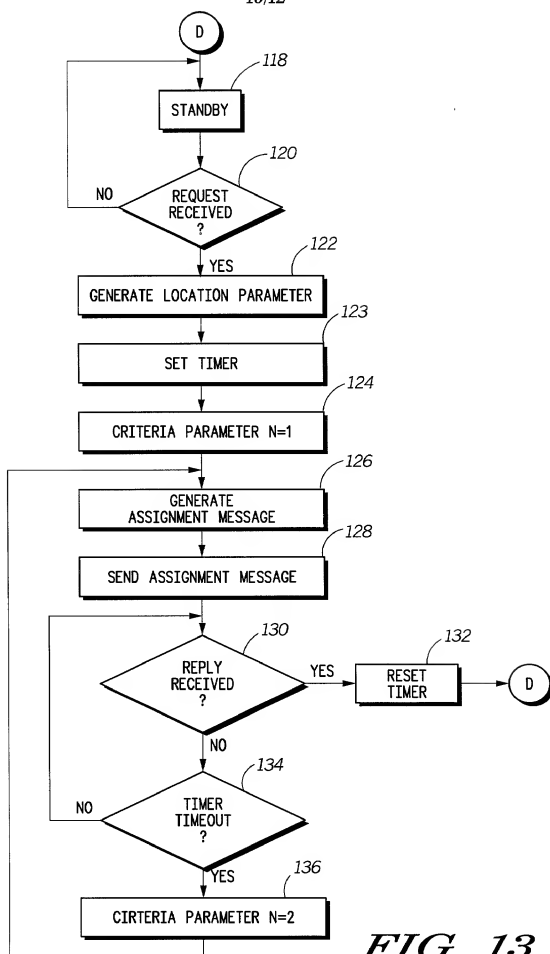 D
118
STANDBY
120
NO
REQUEST
RECEIVED
?
YES
122
GENERATE LOCATION PARAMETER
123
SET TIMER
124
CRITERIA PARAMETER N=1
126
GENERATE
ASSIGNMENT MESSAGE
128
SEND ASSIGNMENT MESSAGE
130
REPLY
RECEIVED
?
YES
132
RESET
TIMER
D
NO
134
NO
TIMER
TIMEOUT
?
YES
136
CIRTERIA PARAMETER N=2
FIG. 13